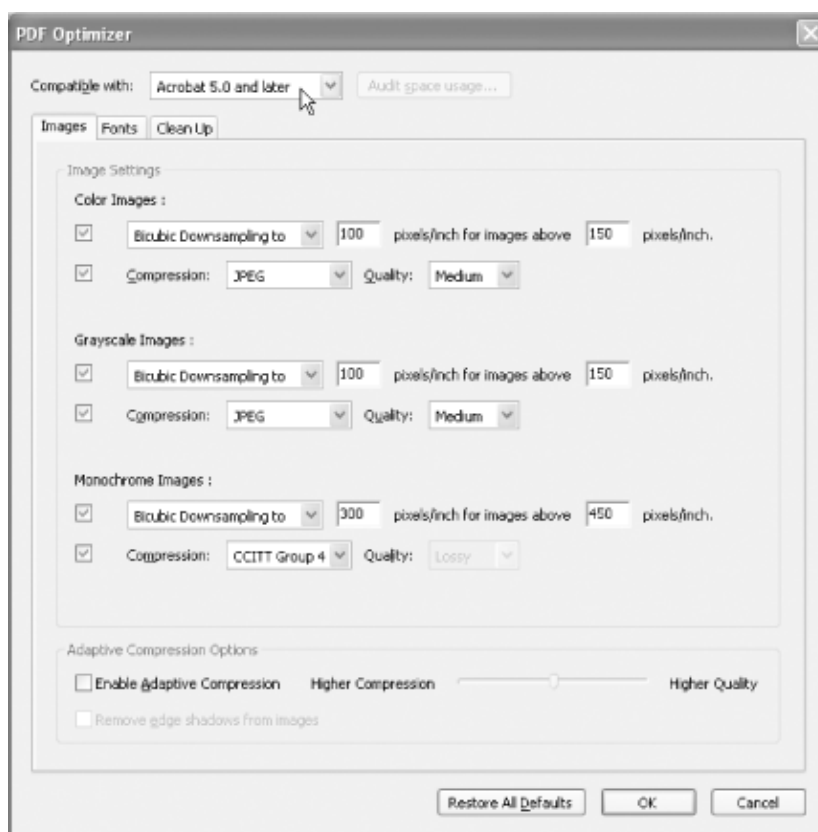 PDF Optimizer
Compatible with: Acrobat 5.0 and later Audit space usage...
Images Fonts Clean Up
Image Settings
Color Images :
Bicubic Downsampling to 100 pixels/inch for images above 150 pixels/inch.
Compression: JPEG Quality: Medium
Grayscale Images :
Bicubic Downsampling to 100 pixels/inch for images above 150 pixels/inch.
Compression: JPEG Quality: Medium
Monochrome Images :
Bicubic Downsampling to 300 pixels/inch for images above 450 pixels/inch.
Compression: CCITT Group 4 Quality: Lossy
Adaptive Compression Options
Enable Adaptive Compression Higher Compression Higher Quality
Remove edge shadows from images
Restore All Defaults OK Cancel